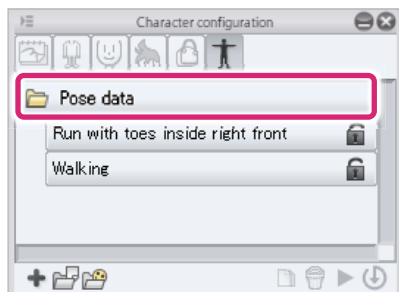 Character configuration
Pose data
Run with toes inside right front
Walking